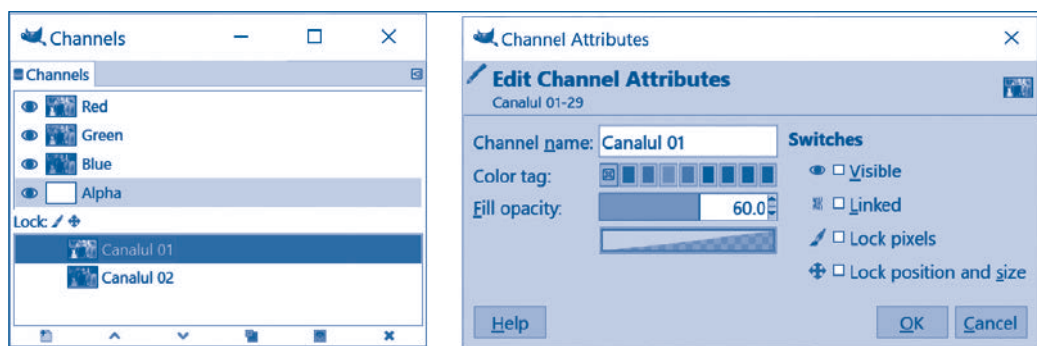 Channels
Channels
Red
Green
Blue
Alpha
Lock:
Canalul 01
Canalul 02
Channel Attributes
Edit Channel Attributes
Canalul 01-29
Channel name: Canalul 01
Color tag:
Fill opacity: 60.0
Switches
Visible
Linked
Lock pixels
Lock position and size
Help
OK
Cancel